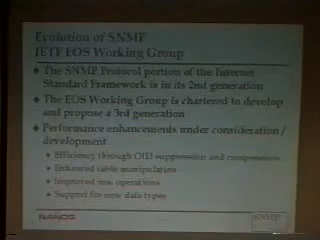 Evolution of SNMP
IETF EOS Working Group
The SNMP Protocol portion of the Internet
Standard Framework is in its 2nd generation
The EOS Working Group is chartered to develop
and propose a 3rd generation
Performance enhancements under consideration /
development
Efficiency through OID suppression and compression
Enhanced table manipulation
Improved row operations
Support for new data types
NANOG
SNMP